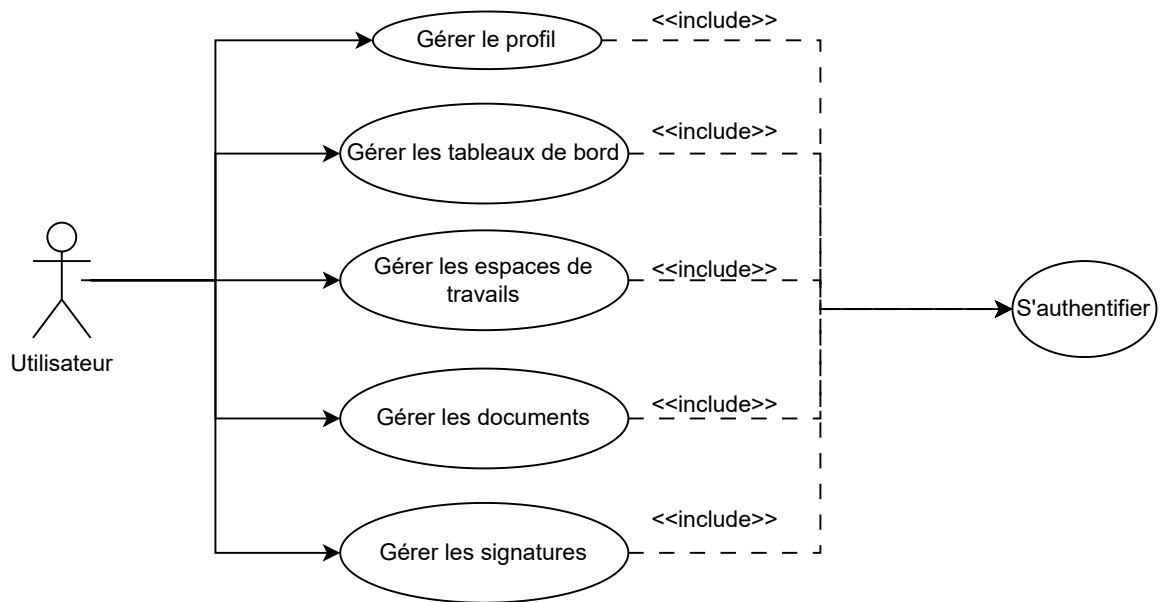 Gérer le profil
<<include>>
Gérer les tableaux de bord
<<include>>
Gérer les espaces de
travails
<<include>>
S'authentifier
Utilisateur
Gérer les documents
<<include>>
Gérer les signatures
<<include>>